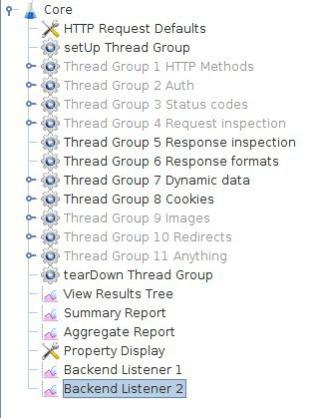 Core
HTTP Request Defaults
setUp Thread Group
Thread Group 1 HTTP Methods
Thread Group 2 Auth
Thread Group 3 Status codes
Thread Group 4 Request inspection
Thread Group 5 Response inspection
Thread Group 6 Response formats
Thread Group 7 Dynamic data
Thread Group 8 Cookies
Thread Group 9 Images
Thread Group 10 Redirects
Thread Group 11 Anything
tearDown Thread Group
View Results Tree
Summary Report
Aggregate Report
Property Display
Backend Listener 1
Backend Listener 2